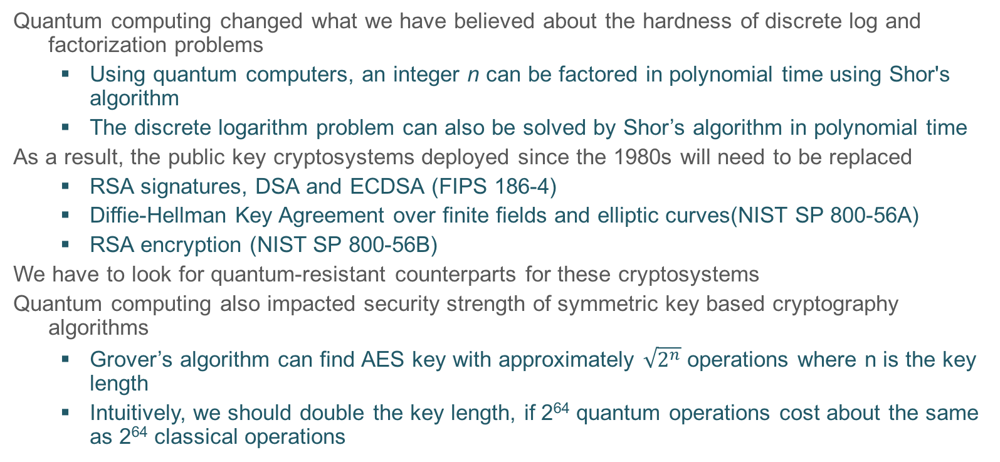 Quantum computing changed what we have believed about the hardness of discrete log and
factorization problems
▪ Using quantum computers, an integer n can be factored in polynomial time using Shor's
algorithm
▪ The discrete logarithm problem can also be solved by Shor’s algorithm in polynomial time
As a result, the public key cryptosystems deployed since the 1980s will need to be replaced
▪ RSA signatures, DSA and ECDSA (FIPS 186-4)
▪ Diffie-Hellman Key Agreement over finite fields and elliptic curves(NIST SP 800-56A)
▪ RSA encryption (NIST SP 800-56B)
We have to look for quantum-resistant counterparts for these cryptosystems
Quantum computing also impacted security strength of symmetric key based cryptography
algorithms
▪ Grover’s algorithm can find AES key with approximately √2ⁿ operations where n is the key
length
▪ Intuitively, we should double the key length, if 2⁶⁴ quantum operations cost about the same
as 2⁶⁴ classical operations